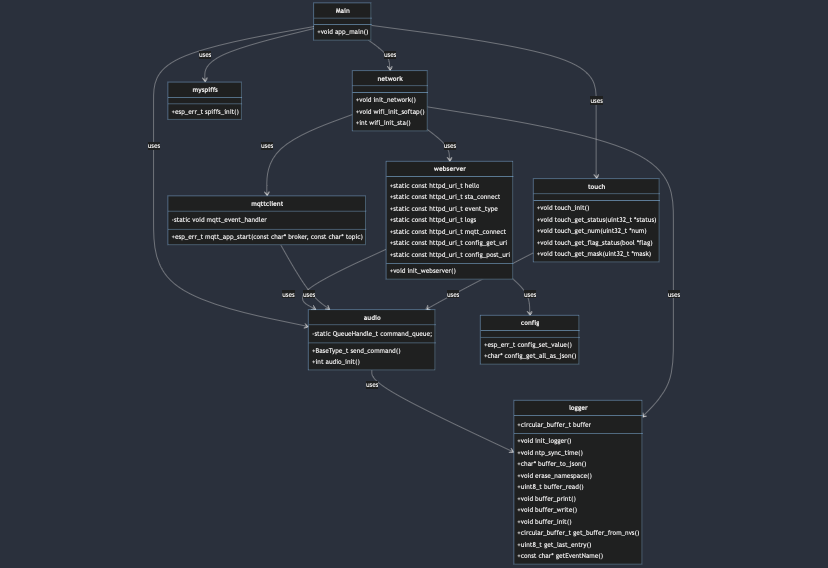 Main
+void app_main()
uses
uses
myspiffs
+esp_err_t spiffs_init()
network
+void init_network()
+void wifi_init_softap()
+int wifi_init_sta()
uses
uses
uses
uses
webserver
+static const httpd_uri_t hello
+static const httpd_uri_t sta_connect
+static const httpd_uri_t event_type
+static const httpd_uri_t logs
+static const httpd_uri_t mqtt_connect
+static const httpd_uri_t config_get_uri
+static const httpd_uri_t config_post_uri
+void init_webserver()
touch
+void touch_init()
+void touch_get_status(uint32_t *status)
+void touch_get_num(uint32_t *num)
+void touch_get_flag_status(bool *flag)
+void touch_get_mask(uint32_t *mask)
mqttclient
-static void mqtt_event_handler
+esp_err_t mqtt_app_start(const char* broker, const char* topic)
uses
uses
uses
uses
uses
audio
-static QueueHandle_t command_queue;
+BaseType_t send_command()
+int audio_init()
config
+esp_err_t config_set_value()
+char* config_get_all_as_json()
uses
logger
+circular_buffer_t buffer
+void init_logger()
+void ntp_sync_time()
+char* buffer_to_json()
+void erase_namespace()
+uint8_t buffer_read()
+void buffer_print()
+void buffer_write()
+void buffer_init()
+circular_buffer_t get_buffer_from_nvs()
+uint8_t get_last_entry()
+const char* getEventName()